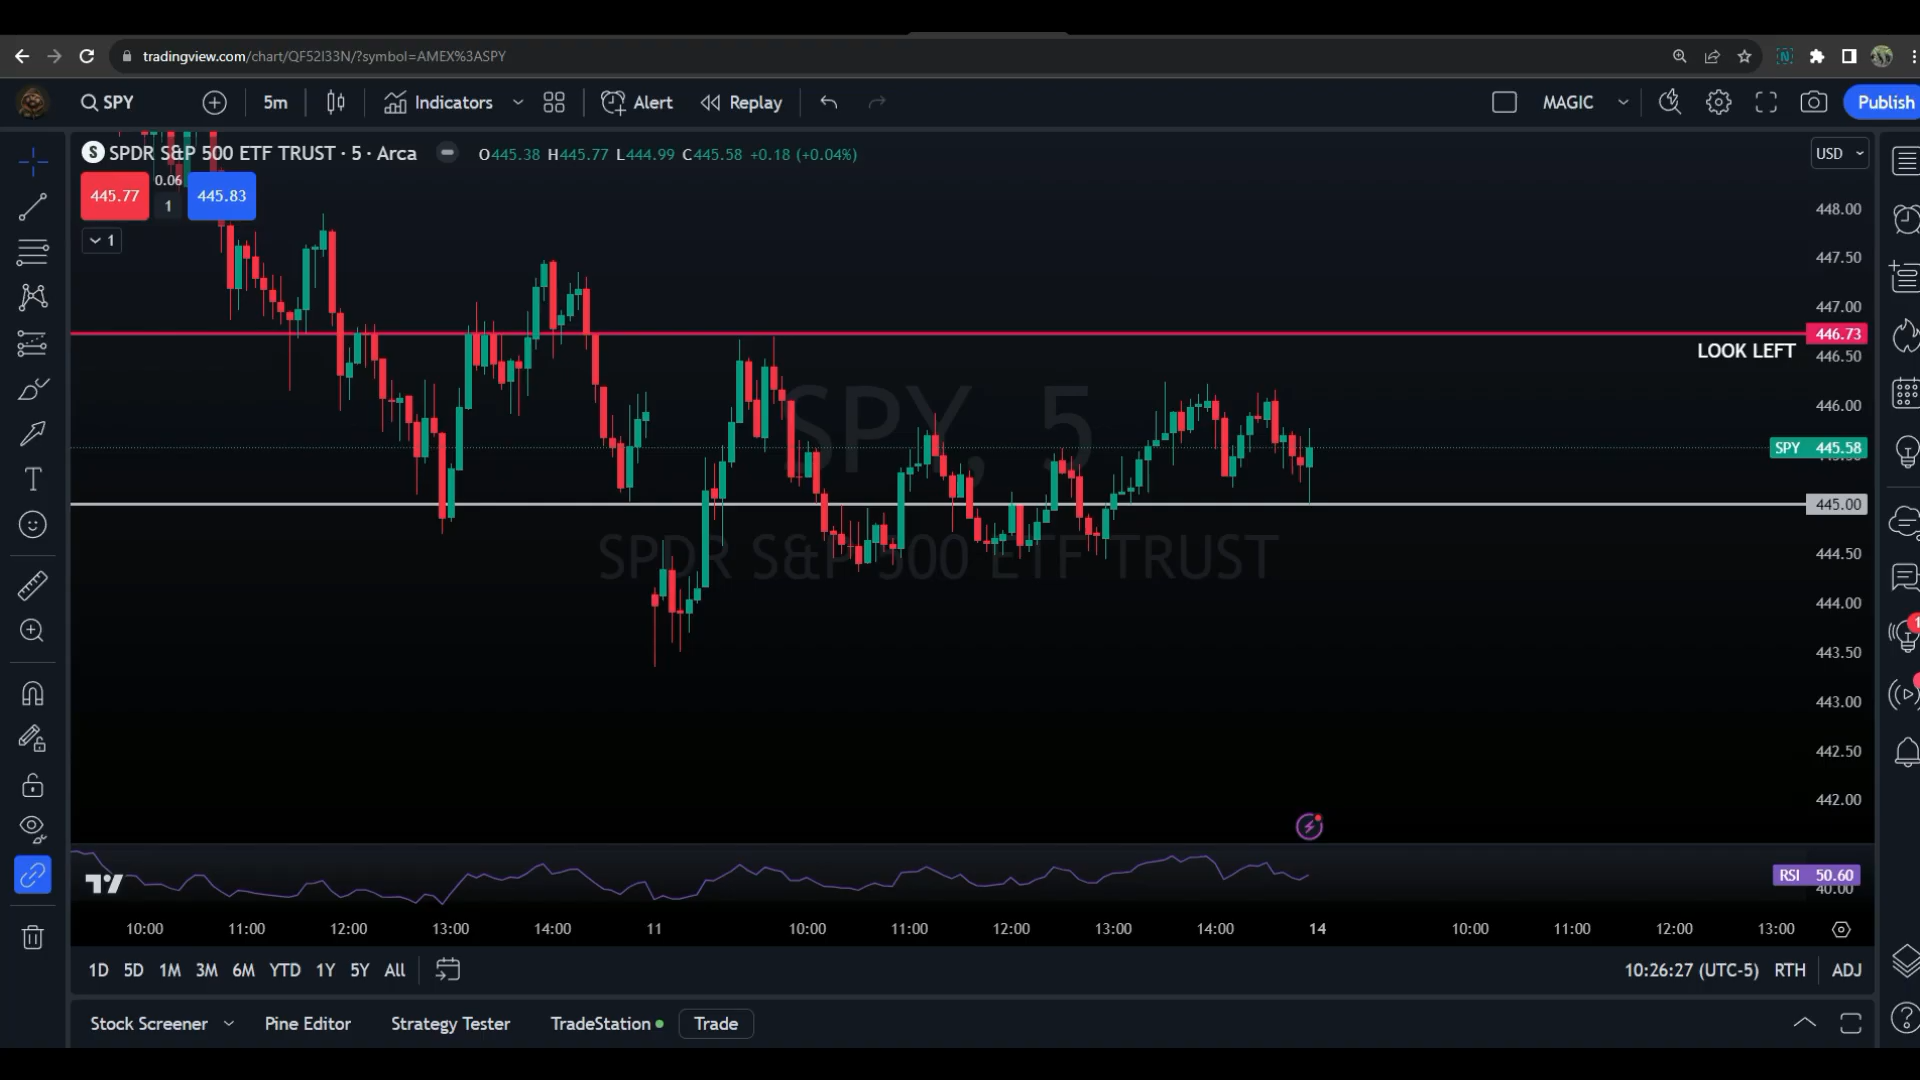 tradingview.com/chart/QF52I33N/?symbol=AMEX%3ASPY
SPY 5m Indicators Alert Replay MAGIC Publish
SPDR S&P 500 ETF TRUST · 5 · Arca O445.38 H445.77 L444.99 C445.58 +0.18 (+0.04%) USD
445.77 0.06 1 445.83
1
448.00
447.50
447.00
446.73
LOOK LEFT
446.50
446.00
SPY, 5
SPY 445.58
445.00
SPDR S&P 500 ETF TRUST
444.50
444.00
443.50
443.00
442.50
442.00
RSI 50.60
40.00
10:00 11:00 12:00 13:00 14:00 11 10:00 11:00 12:00 13:00 14:00 14 10:00 11:00 12:00 13:00
1D 5D 1M 3M 6M YTD 1Y 5Y All 10:26:27 (UTC-5) RTH ADJ
Stock Screener Pine Editor Strategy Tester TradeStation Trade